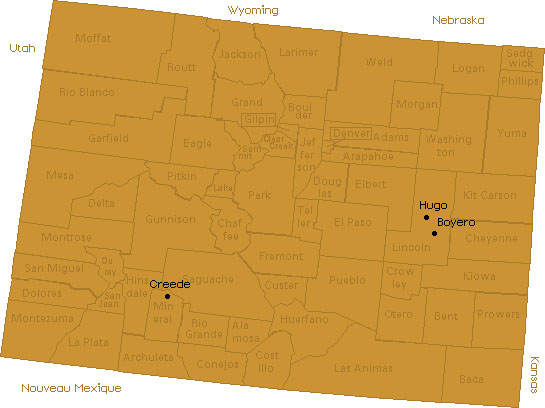 Wyoming
Nebraska
Utah
Kansas
Nouveau Mexique
Moffat
Routt
Jackson
Larimer
Weld
Logan
Sedg
wick
Phillips
Rio Blanco
Grand
Boul
der
Morgan
Gilpin
Denver
Adams
Washing
ton
Yuma
Garfield
Eagle
Sum
mit
Clear
Creek
Jef
fer
son
Arapahoe
Mesa
Pitkin
Lake
Park
Doug
las
Elbert
Kit Carson
Delta
Gunnison
Chaf
fee
Tel
ler
El Paso
Hugo
Boyero
Lincoln
Cheyenne
Montrose
Ou
ray
San Miguel
Hins
dale
Saguache
Fremont
Custer
Pueblo
Crow
ley
Kiowa
Creede
Dolores
San
Juan
Min
eral
Rio
Grande
Ala
mosa
Huerfano
Otero
Bent
Prowers
Montezuma
La Plata
Archuleta
Conejos
Cost
illo
Las Animas
Baca